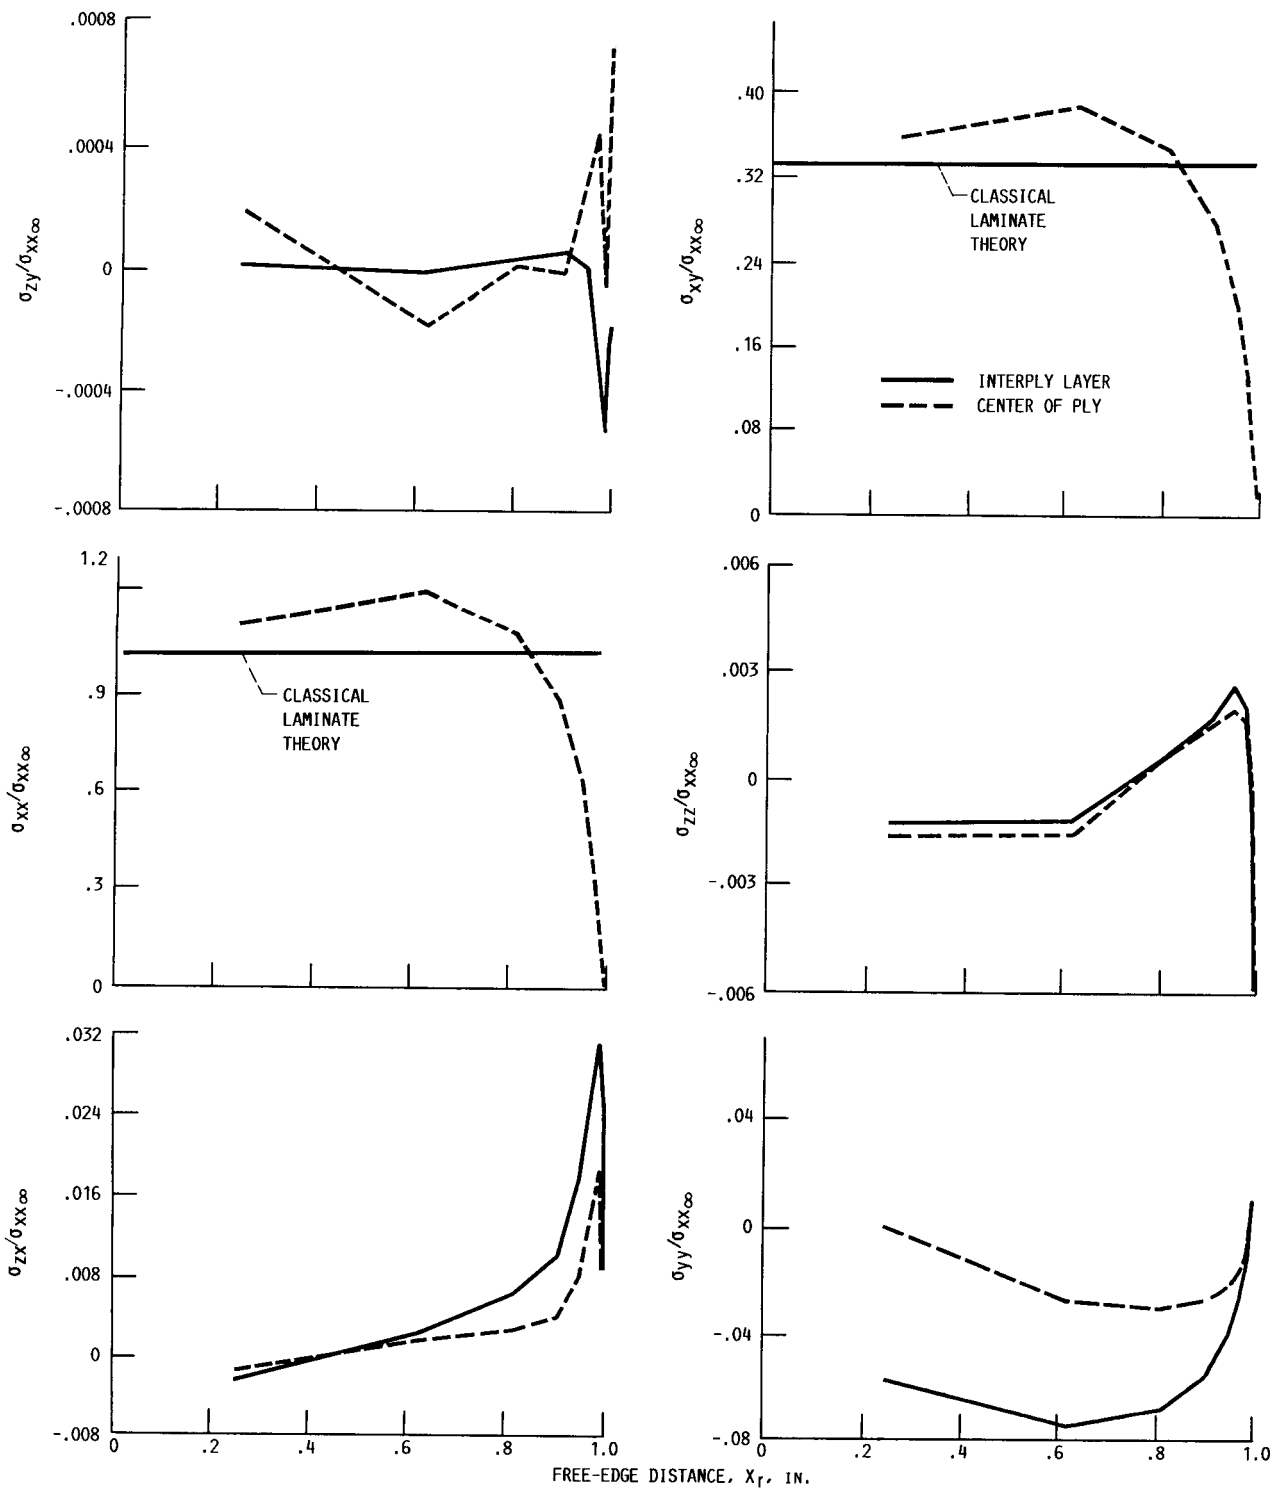 .0008
.0004
0
-.0004
-.0008
σzy/σxx∞
.40
.32
.24
.16
.08
0
σxy/σxx∞
CLASSICAL
LAMINATE
THEORY
INTERPLY LAYER
CENTER OF PLY
1.2
.9
.6
.3
0
σxx/σxx∞
CLASSICAL
LAMINATE
THEORY
.006
.003
0
-.003
-.006
σzz/σxx∞
.032
.024
.016
.008
0
-.008
σzx/σxx∞
0 .2 .4 .6 .8 1.0
.04
0
-.04
-.08
σyy/σxx∞
0 .2 .4 .6 .8 1.0
FREE-EDGE DISTANCE, Xr, IN.